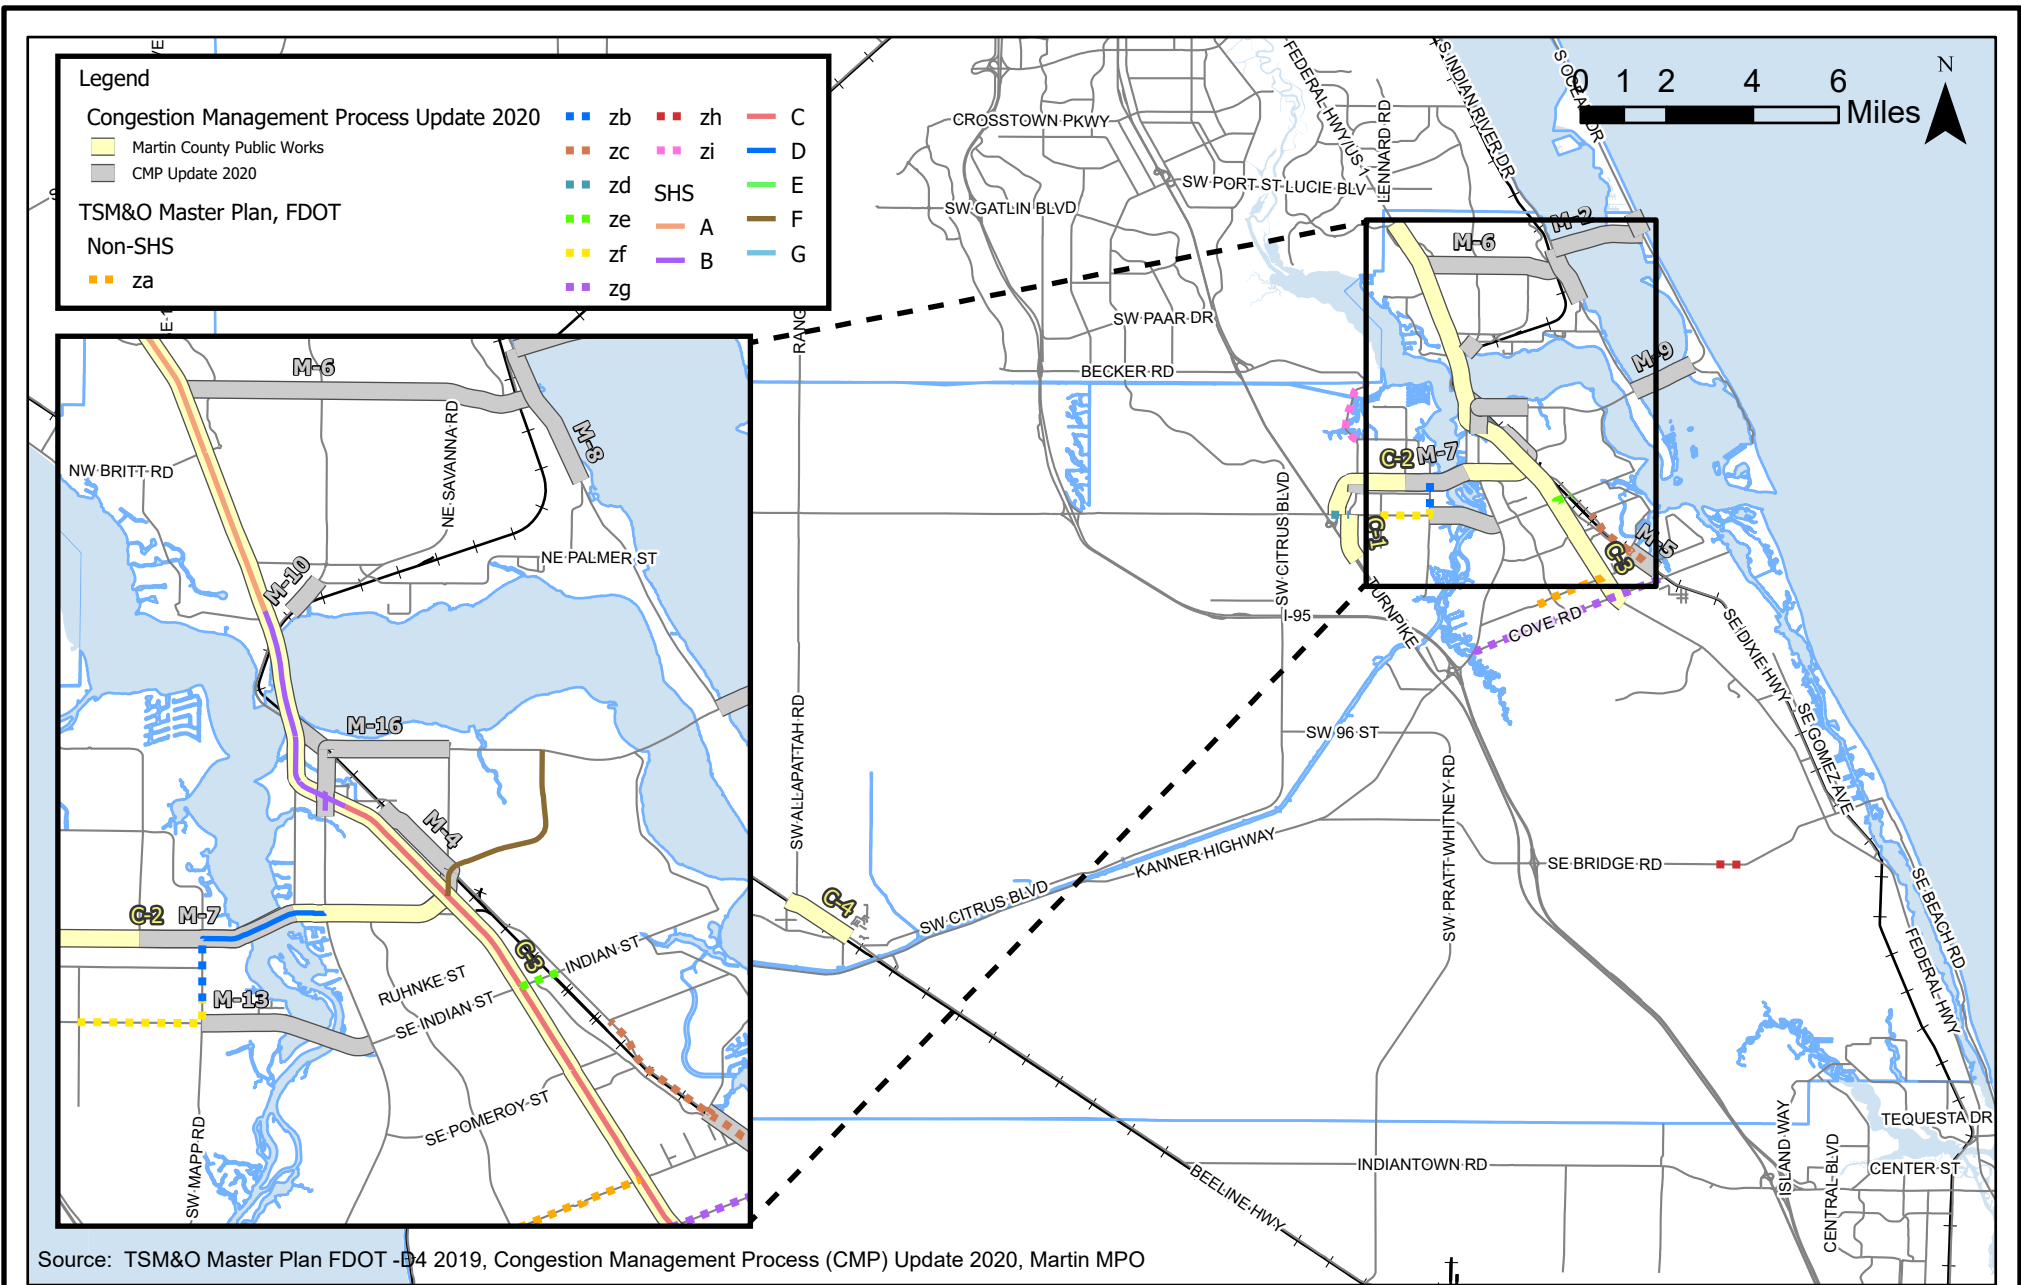 Legend
Congestion Management Process Update 2020
Martin County Public Works
CMP Update 2020
TSM&O Master Plan, FDOT
Non-SHS
za
zb
zc
zd
ze
zf
zg
zh
zi
SHS
A
B
C
D
E
F
G
0 1 2 4 6
Miles
N
CROSSTOWN PKWY
SW PORT ST LUCIE BLV
SW GATLIN BLVD
FEDERAL HWY/US 1
LENNARD RD
S INDIAN RIVER DR
S OCEAN DR
SW PAAR DR
BECKER RD
RANG
M-2
M-6
M-9
C-2
M-7
C-1
C-3
M-5
SW CITRUS BLVD
TURNPIKE
I-95
COVE RD
SE DIXIE HWY
SE GOMEZ AVE
SW 96 ST
SW ALLAPATTAH RD
SW PRATT WHITNEY RD
KANNER HIGHWAY
SW CITRUS BLVD
SE BRIDGE RD
C-4
SE BEACH RD
FEDERAL HWY
TEQUESTA DR
CENTER ST
ISLAND WAY
CENTRAL BLVD
INDIANTOWN RD
BEELINE HWY
M-6
M-8
NW BRITT RD
NE SAVANNA RD
NE PALMER ST
M-10
M-16
M-4
C-2
M-7
C-3
INDIAN ST
RUHNKE ST
SE INDIAN ST
M-13
SE POMEROY ST
SW MAPP RD
Source: TSM&O Master Plan FDOT -D4 2019, Congestion Management Process (CMP) Update 2020, Martin MPO